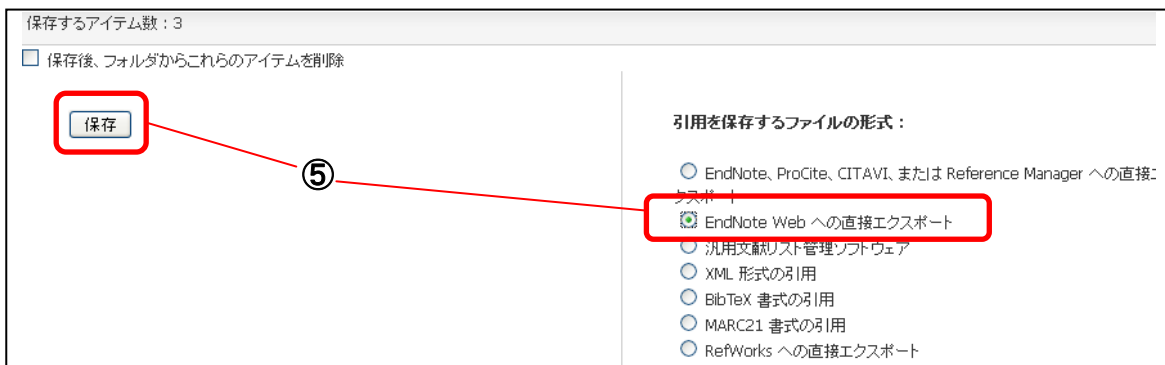 保存するアイテム数：3
保存後、フォルダからこれらのアイテムを削除
保存
⑤
引用を保存するファイルの形式：
EndNote、ProCite、CITAVI、または Reference Manager への直接エ
クスポート
EndNote Web への直接エクスポート
汎用文献リスト管理ソフトウェア
XML 形式の引用
BibTeX 書式の引用
MARC21 書式の引用
RefWorks への直接エクスポート